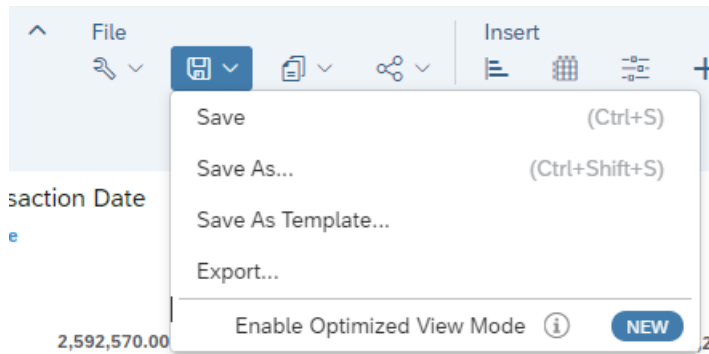 File
Insert
Save (Ctrl+S)
Save As... (Ctrl+Shift+S)
saction Date
Save As Template...
e
Export...
Enable Optimized View Mode NEW
2,592,570.00